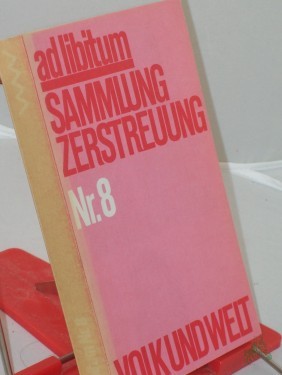 ad libitum
SAMMLUNG
ZERSTREUUNG
Nr. 8
VOLK UND WELT